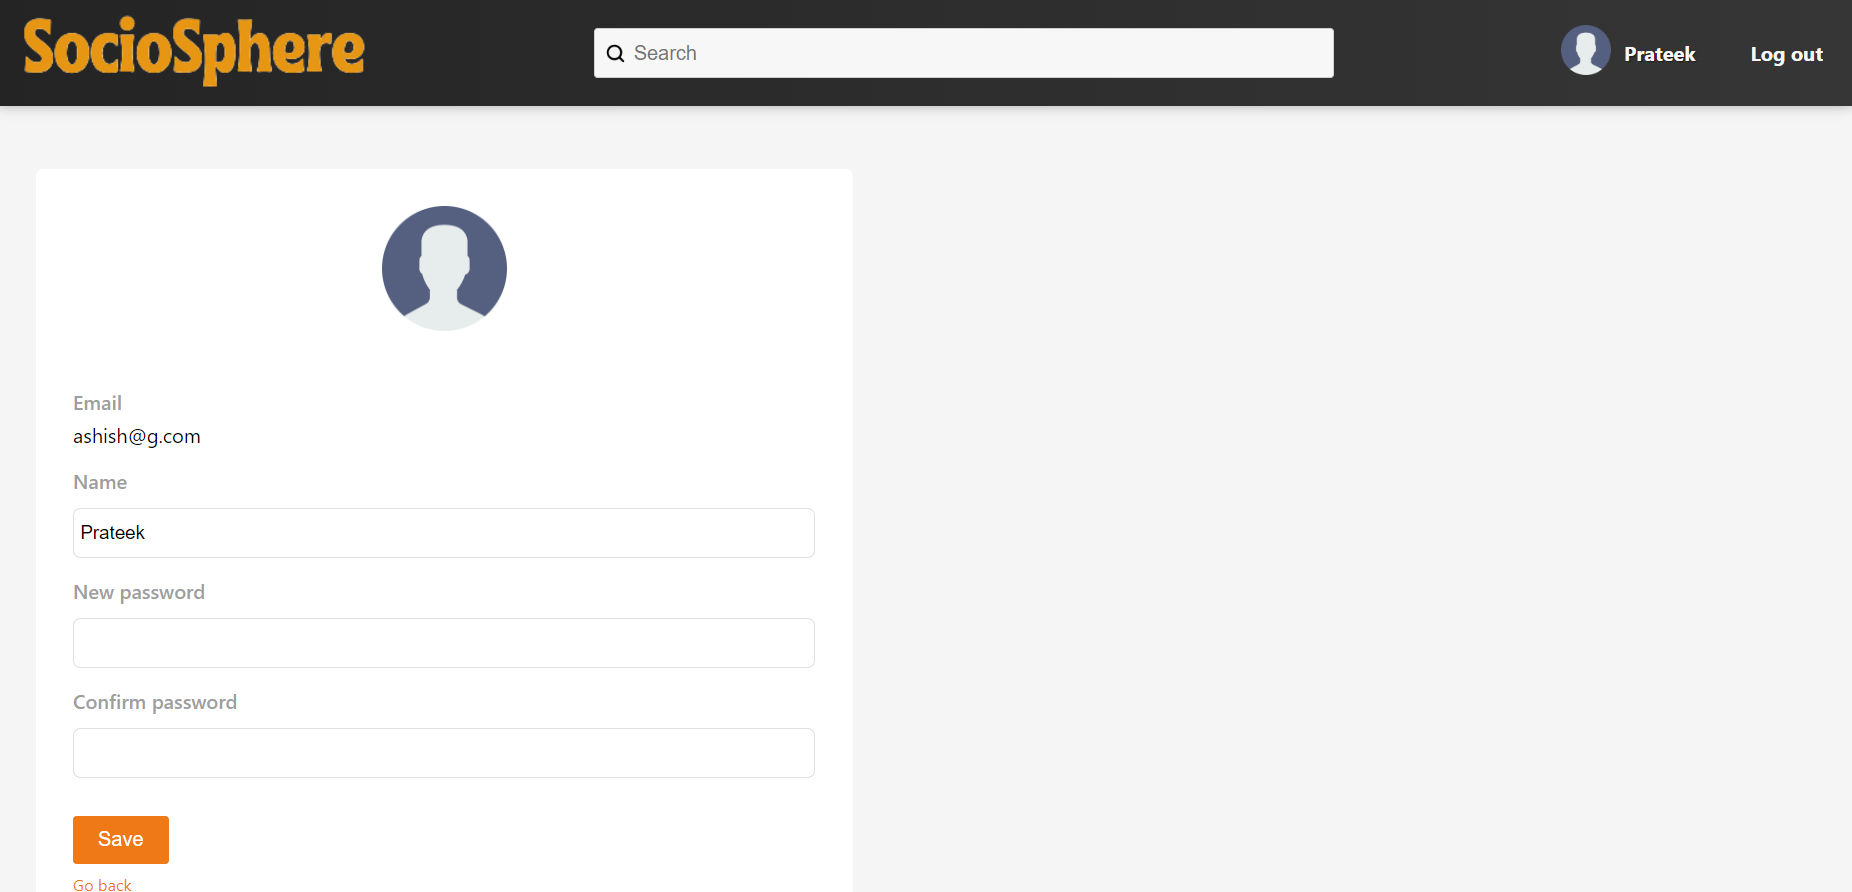 SocioSphere
Search
Prateek
Log out
Email
ashish@g.com
Name
Prateek
New password
Confirm password
Save
Go back